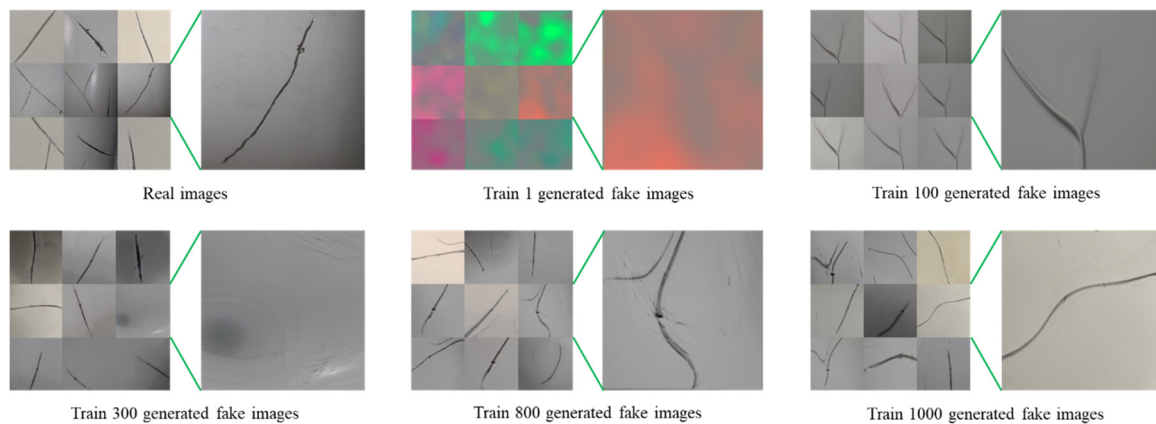 Real images
Train 1 generated fake images
Train 100 generated fake images
Train 300 generated fake images
Train 800 generated fake images
Train 1000 generated fake images